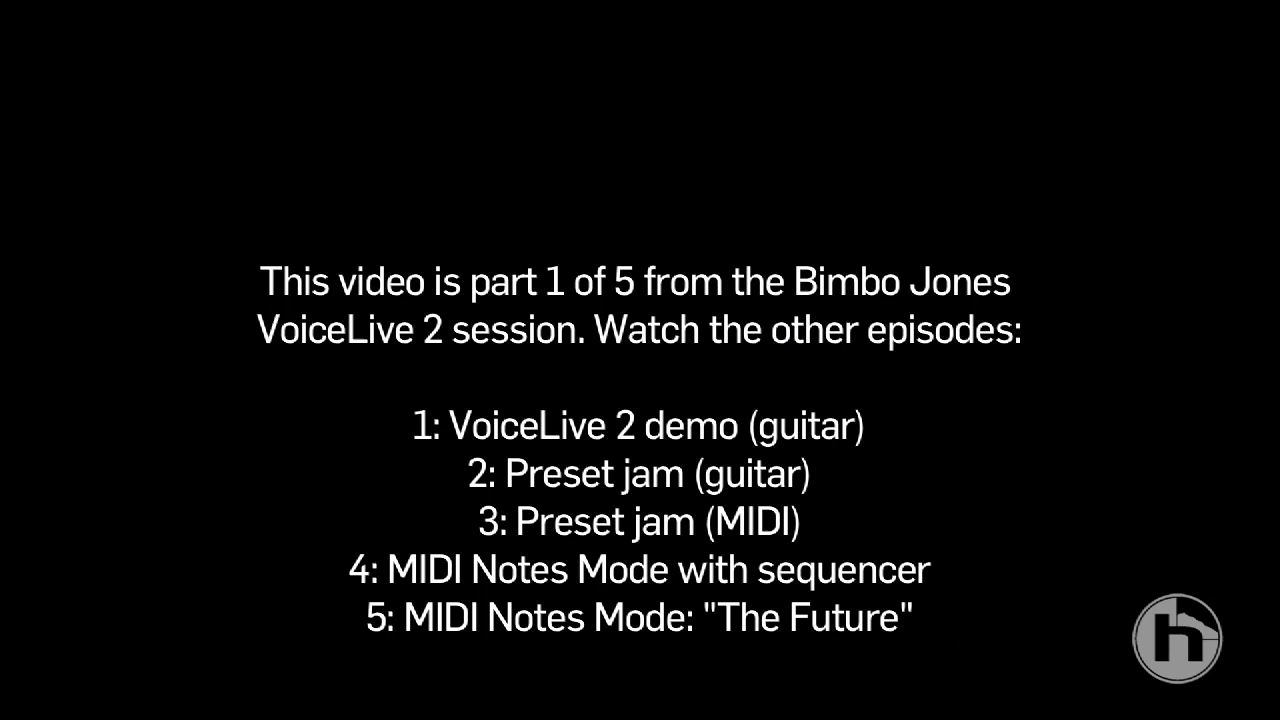 This video is part 1 of 5 from the Bimbo Jones
VoiceLive 2 session. Watch the other episodes:
1: VoiceLive 2 demo (guitar)
2: Preset jam (guitar)
3: Preset jam (MIDI)
4: MIDI Notes Mode with sequencer
5: MIDI Notes Mode: "The Future"
h